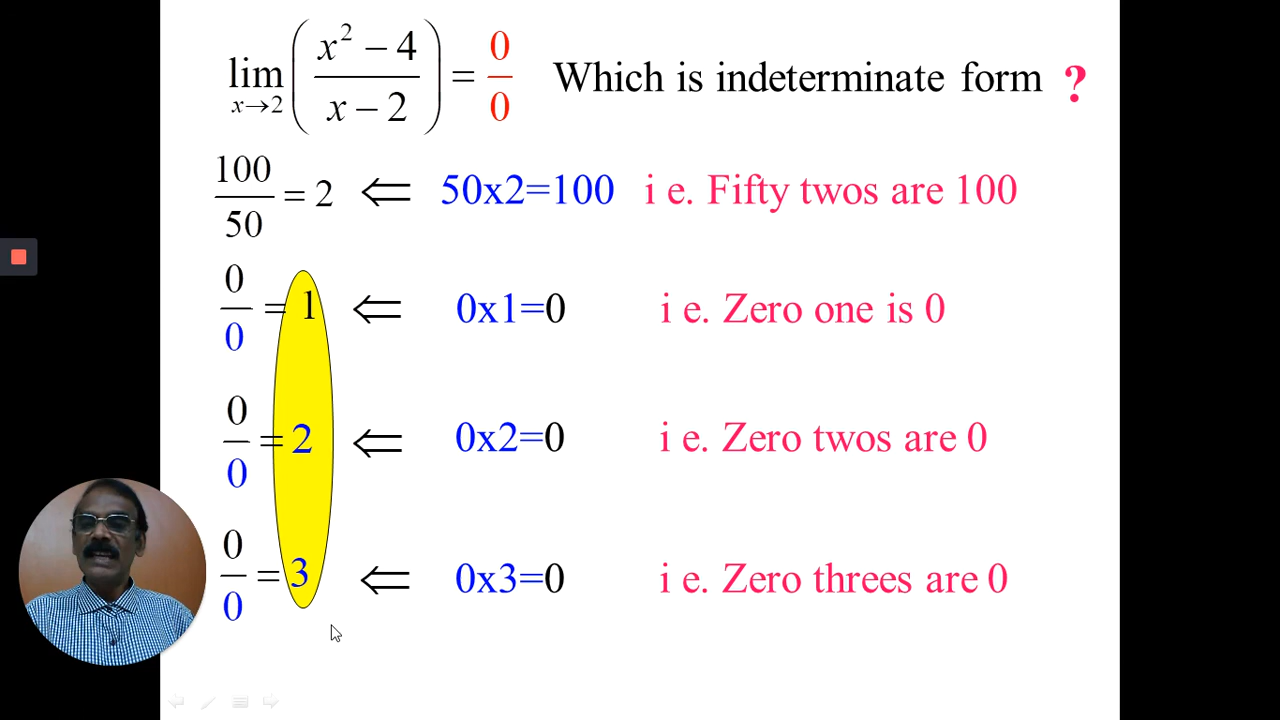 lim x→2 ( x² − 4 / x − 2 ) = 0/0 Which is indeterminate form ?
100/50 = 2 ⇐ 50x2=100 i e. Fifty twos are 100
0/0 = 1 ⇐ 0x1=0 i e. Zero one is 0
0/0 = 2 ⇐ 0x2=0 i e. Zero twos are 0
0/0 = 3 ⇐ 0x3=0 i e. Zero threes are 0